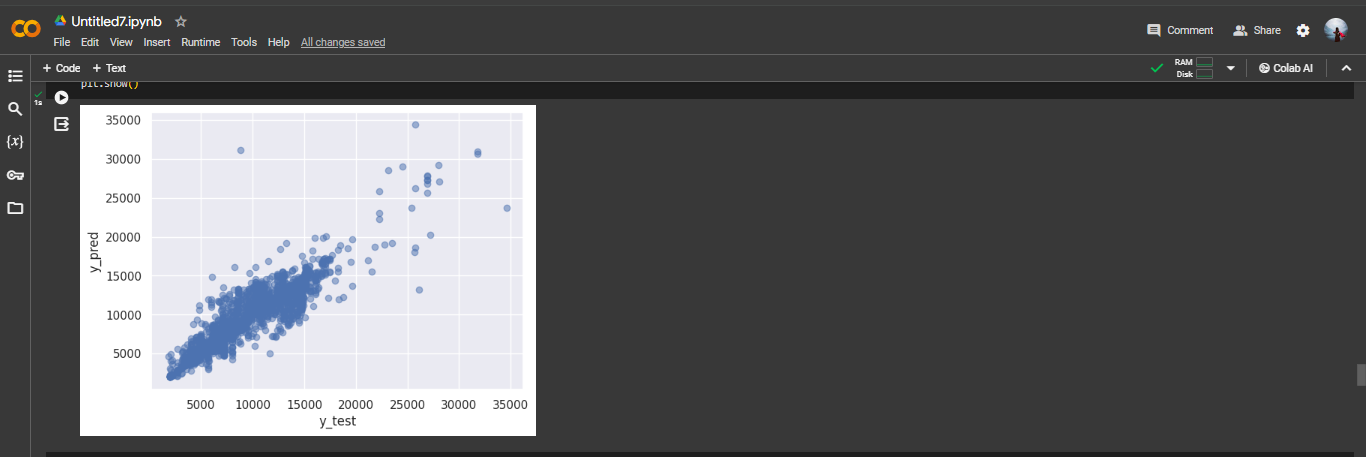 Untitled7.ipynb
File Edit View Insert Runtime Tools Help All changes saved
Comment Share
+ Code + Text
RAM
Disk
Colab AI
plt.show()
1s
{x}
35000
30000
25000
20000
15000
10000
5000
y_pred
5000 10000 15000 20000 25000 30000 35000
y_test